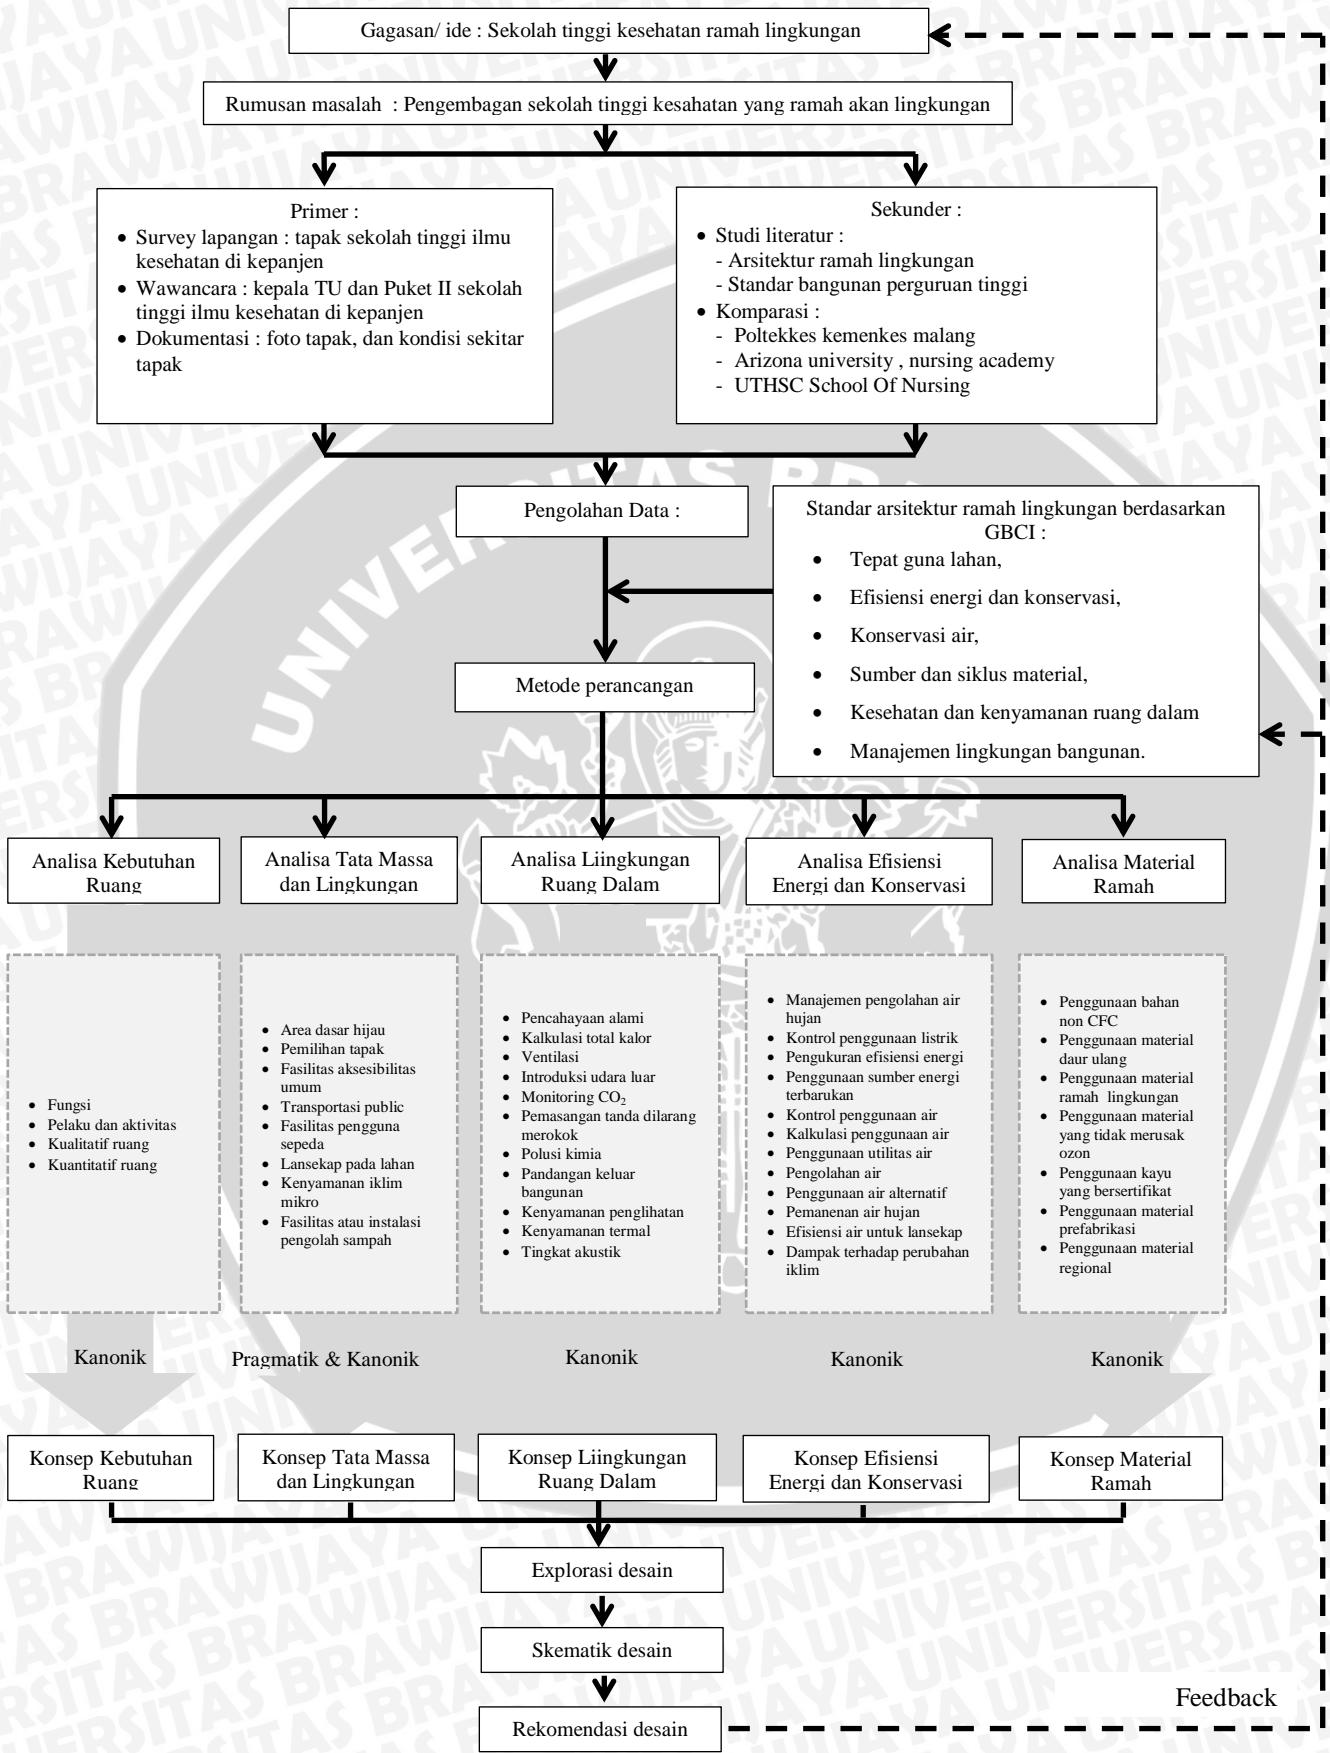 Gagasan/ ide : Sekolah tinggi kesehatan ramah lingkungan
Rumusan masalah : Pengembagan sekolah tinggi kesahatan yang ramah akan lingkungan
Primer :
• Survey lapangan : tapak sekolah tinggi ilmu
kesehatan di kepanjen
• Wawancara : kepala TU dan Puket II sekolah
tinggi ilmu kesehatan di kepanjen
• Dokumentasi : foto tapak, dan kondisi sekitar
tapak
Sekunder :
• Studi literatur :
- Arsitektur ramah lingkungan
- Standar bangunan perguruan tinggi
• Komparasi :
- Poltekkes kemenkes malang
- Arizona university , nursing academy
- UTHSC School Of Nursing
Pengolahan Data :
Standar arsitektur ramah lingkungan berdasarkan
GBCI :
• Tepat guna lahan,
• Efisiensi energi dan konservasi,
• Konservasi air,
• Sumber dan siklus material,
• Kesehatan dan kenyamanan ruang dalam
• Manajemen lingkungan bangunan.
Metode perancangan
Analisa Kebutuhan
Ruang
Analisa Tata Massa
dan Lingkungan
Analisa Liingkungan
Ruang Dalam
Analisa Efisiensi
Energi dan Konservasi
Analisa Material
Ramah
• Fungsi
• Pelaku dan aktivitas
• Kualitatif ruang
• Kuantitatif ruang
• Area dasar hijau
• Pemilihan tapak
• Fasilitas aksesibilitas
umum
• Transportasi public
• Fasilitas pengguna
sepeda
• Lansekap pada lahan
• Kenyamanan iklim
mikro
• Fasilitas atau instalasi
pengolah sampah
• Pencahayaan alami
• Kalkulasi total kalor
• Ventilasi
• Introduksi udara luar
• Monitoring CO₂
• Pemasangan tanda dilarang
merokok
• Polusi kimia
• Pandangan keluar
bangunan
• Kenyamanan penglihatan
• Kenyamanan termal
• Tingkat akustik
• Manajemen pengolahan air
hujan
• Kontrol penggunaan listrik
• Pengukuran efisiensi energi
• Penggunaan sumber energi
terbarukan
• Kontrol penggunaan air
• Kalkulasi penggunaan air
• Penggunaan utilitas air
• Pengolahan air
• Penggunaan air alternatif
• Pemanenan air hujan
• Efisiensi air untuk lansekap
• Dampak terhadap perubahan
iklim
• Penggunaan bahan
non CFC
• Penggunaan material
daur ulang
• Penggunaan material
ramah lingkungan
• Penggunaan material
yang tidak merusak
ozon
• Penggunaan kayu
yang bersertifikat
• Penggunaan material
prefabrikasi
• Penggunaan material
regional
Kanonik
Pragmatik & Kanonik
Kanonik
Kanonik
Kanonik
Konsep Kebutuhan
Ruang
Konsep Tata Massa
dan Lingkungan
Konsep Liingkungan
Ruang Dalam
Konsep Efisiensi
Energi dan Konservasi
Konsep Material
Ramah
Explorasi desain
Skematik desain
Rekomendasi desain
Feedback